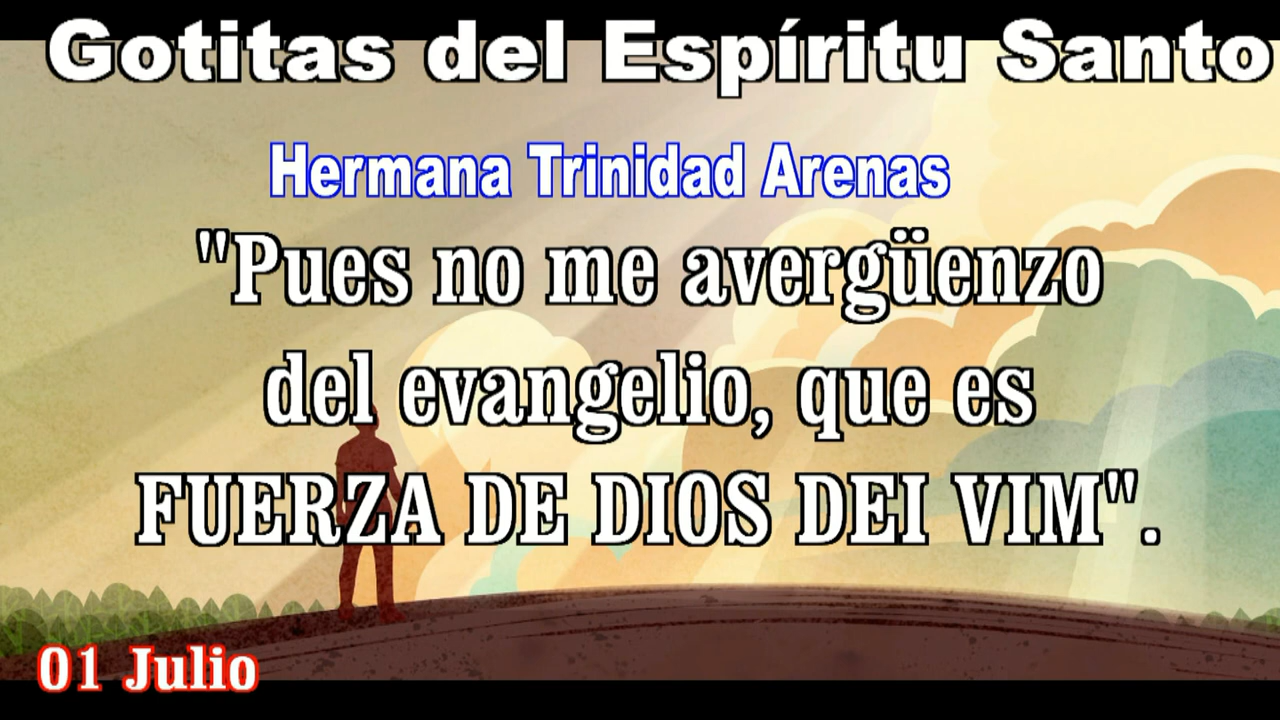 Gotitas del Espíritu Santo
Hermana Trinidad Arenas
"Pues no me avergüenzo
del evangelio, que es
FUERZA DE DIOS DEI VIM".
01 Julio